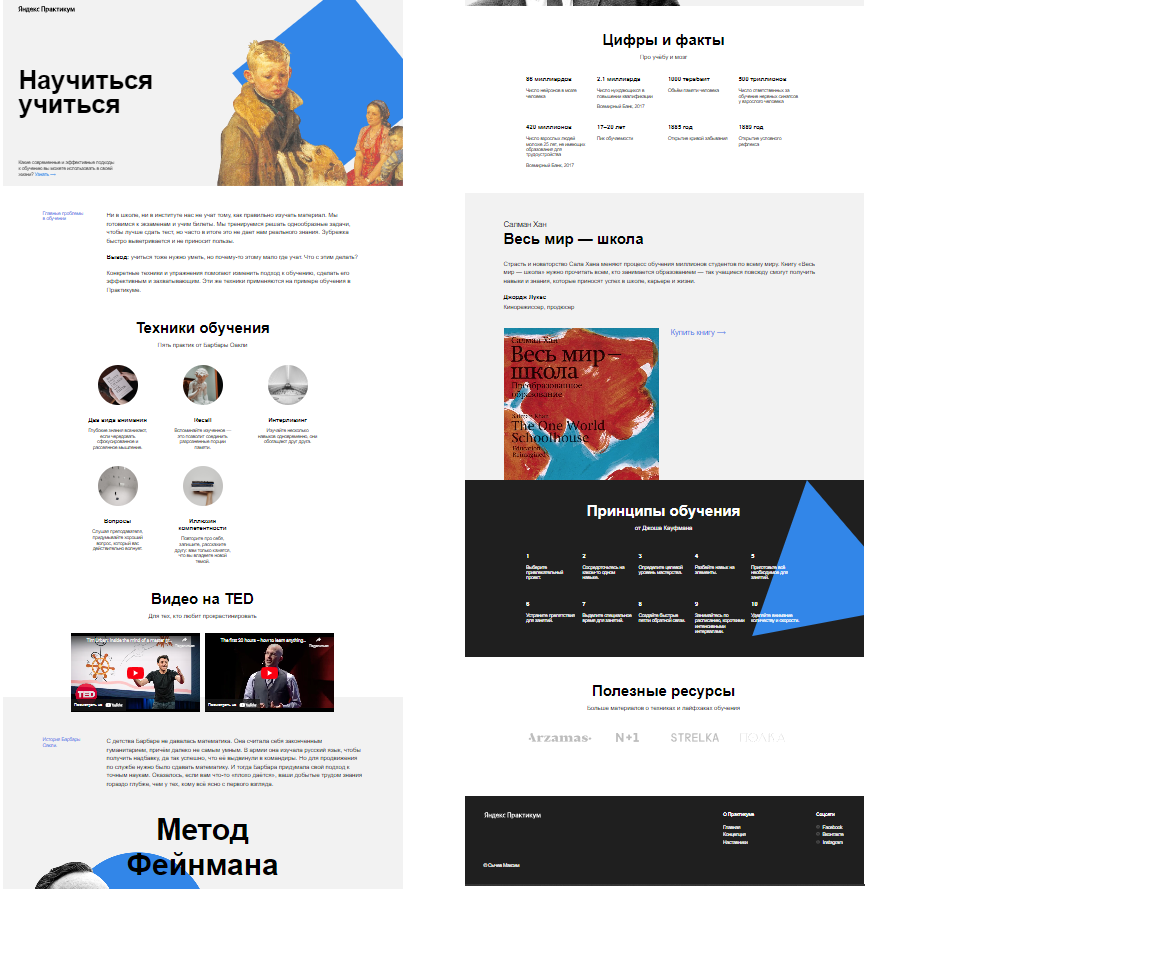 Яндекс Практикум
Научиться
учиться
Какие современные и эффективные подходы
к обучению вы можете использовать в своей
жизни? Узнать →
Главные проблемы
в обучении
Ни в школе, ни в институте нас не учат тому, как правильно изучать материал. Мы
готовимся к экзаменам и учим билеты. Мы тренируемся решать однообразные задачи,
чтобы лучше сдать тест, но часто в итоге это не дает нам реального знания. Зубрежка
быстро выветривается и не приносит пользы.
Вывод: учиться тоже нужно уметь, но почему-то этому мало где учат. Что с этим делать?
Конкретные техники и упражнения помогают изменить подход к обучению, сделать его
эффективным и захватывающим. Эти же техники применяются на примере обучения в
Практикуме.
Техники обучения
Пять практик от Барбары Оакли
Два вида внимания
Глубокие знания возникают,
если чередовать
сфокусированное и
рассеянное мышление.
Recall
Вспоминайте изученное —
это позволит соединить
разрозненные порции
памяти.
Интерливинг
Изучайте несколько
навыков одновременно, они
обогащают друг друга.
Вопросы
Слушая преподавателя,
придумывайте хороший
вопрос, который вас
действительно волнует.
Иллюзии
компетентности
Повторите про себя,
запишите, расскажите
другу: вам только кажется,
что вы владеете новой
темой.
Видео на TED
Для тех, кто любит прокрастинировать
Tim Urban: Inside the mind of a master pr...
Поделиться
TED
Посмотреть на YouTube
The first 20 hours -- how to learn anything...
Поделиться
Посмотреть на YouTube
История Барбары
Оакли
С детства Барбаре не давалась математика. Она считала себя законченным
гуманитарием, причём далеко не самым умным. В армии она изучала русский язык, чтобы
получить надбавку, да так успешно, что её выдвинули в командиры. Но для продвижения
по службе нужно было сдавать математику. И тогда Барбара придумала свой подход к
точным наукам. Оказалось, если вам что-то «плохо даётся», ваши добытые трудом знания
гораздо глубже, чем у тех, кому всё ясно с первого взгляда.
Метод
Фейнмана
Цифры и факты
Про учёбу и мозг
86 миллиардов
Число нейронов в мозге
человека
2.1 миллиарда
Число нуждающихся в
повышении квалификации
Всемирный Банк, 2017
1000 терабайт
Объём памяти человека
500 триллионов
Число ответственных за
обучение нервных синапсов
у взрослого человека
420 миллионов
Число взрослых людей
моложе 25 лет, не имеющих
образования для
трудоустройства
Всемирный Банк, 2017
17–20 лет
Пик обучаемости
1885 год
Открытие кривой забывания
1889 год
Открытие условного
рефлекса
Салман Хан
Весь мир — школа
Страсть и новаторство Сала Хана меняют процесс обучения миллионов студентов по всему миру. Книгу «Весь
мир — школа» нужно прочитать всем, кто занимается образованием — так учащиеся повсюду смогут получить
навыки и знания, которые приносят успех в школе, карьере и жизни.
Джордж Лукас
Кинорежиссер, продюсер
Купить книгу →
Салман Хан
Весь мир —
школа
Преобразованное
образование
The One World
Schoolhouse
Education
Reimagined
Принципы обучения
от Джоша Кауфмана
1
Выберите
привлекательный
проект.
2
Сосредоточьтесь на
каком-то одном
навыке.
3
Определите целевой
уровень мастерства.
4
Разбейте навык на
элементы.
5
Приготовьте всё
необходимое для
занятий.
6
Устраните препятствия
для занятий.
7
Выделите специальное
время для занятий.
8
Создайте быстрые
петли обратной связи.
9
Занимайтесь по
расписанию, короткими
интенсивными
интервалами.
10
Уделяйте внимание
количеству и скорости.
Полезные ресурсы
Больше материалов о техниках и лайфхаках обучения
Arzamas
N+1
STRELKA
ПОЛКА
Яндекс Практикум
О Практикуме
Главная
Концепция
Наставники
Соцсети
Facebook
Вконтакте
Instagram
© Сычев Максим